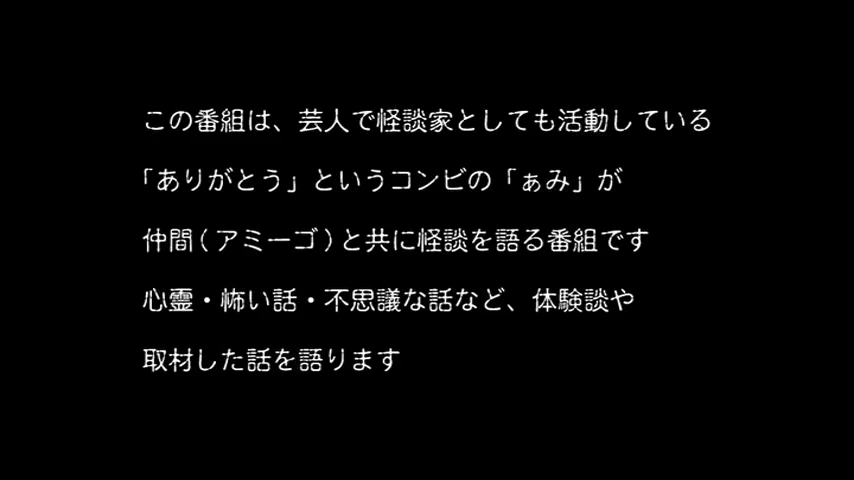 この番組は、芸人で怪談家としても活動している
「ありがとう」というコンビの「ぁみ」が
仲間(アミーゴ)と共に怪談を語る番組です
心霊・怖い話・不思議な話など、体験談や
取材した話を語ります